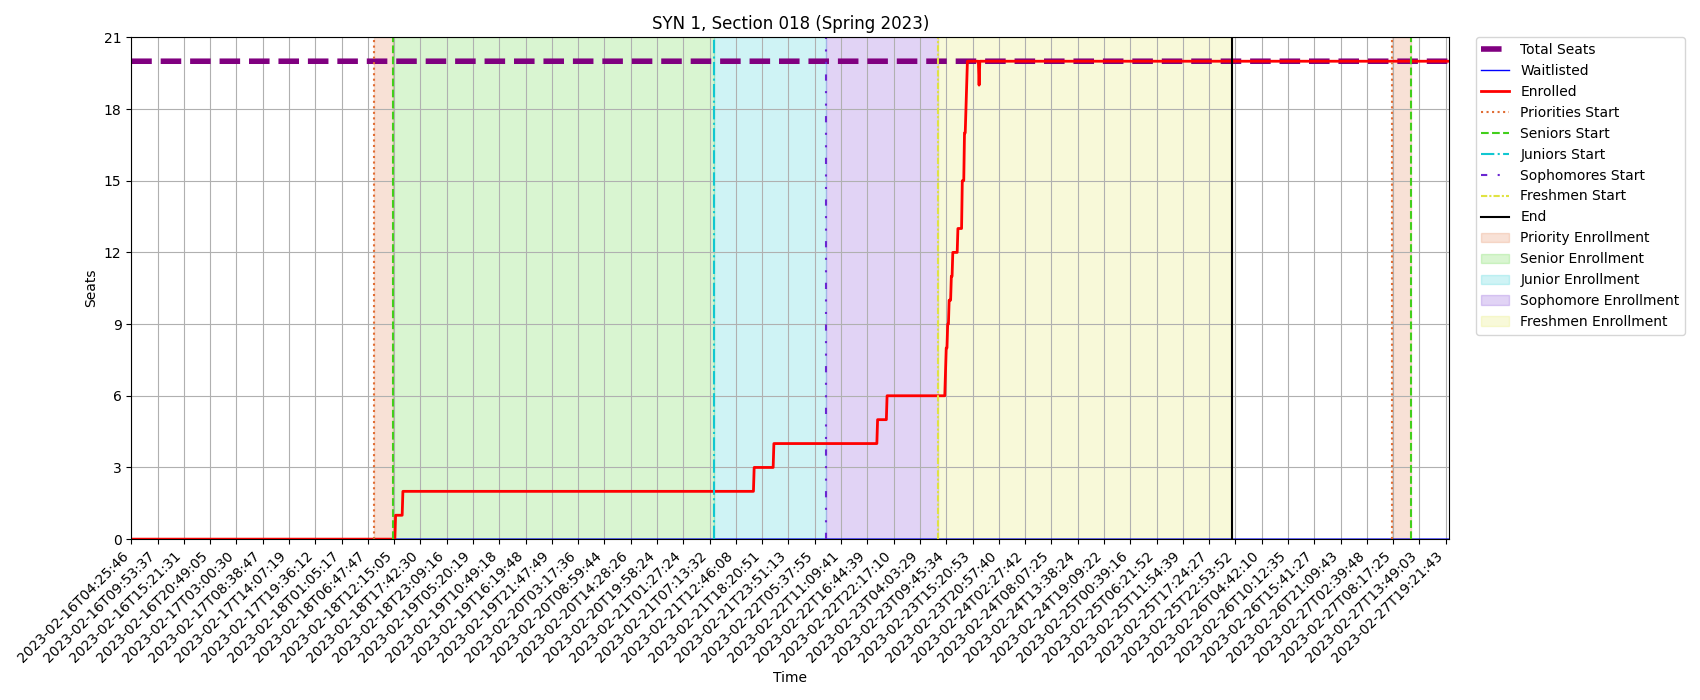 SYN 1, Section 018 (Spring 2023)
21
18
15
12
9
6
3
0
Seats
2023-02-16T04:25:46
2023-02-16T09:53:37
2023-02-16T15:21:31
2023-02-16T20:49:05
2023-02-17T03:00:30
2023-02-17T08:38:47
2023-02-17T14:07:19
2023-02-17T19:36:12
2023-02-18T01:05:17
2023-02-18T06:47:47
2023-02-18T12:15:05
2023-02-18T17:42:30
2023-02-18T23:09:16
2023-02-19T05:20:19
2023-02-19T10:49:18
2023-02-19T16:19:48
2023-02-19T21:47:49
2023-02-20T03:17:36
2023-02-20T08:59:44
2023-02-20T14:28:26
2023-02-20T19:58:24
2023-02-21T01:27:24
2023-02-21T07:13:32
2023-02-21T12:46:08
2023-02-21T18:20:51
2023-02-21T23:51:13
2023-02-22T05:37:55
2023-02-22T11:09:41
2023-02-22T16:44:39
2023-02-22T22:17:10
2023-02-23T04:03:29
2023-02-23T09:45:34
2023-02-23T15:20:53
2023-02-23T20:57:40
2023-02-24T02:27:42
2023-02-24T08:07:25
2023-02-24T13:38:24
2023-02-24T19:09:22
2023-02-25T00:39:16
2023-02-25T06:21:52
2023-02-25T11:54:39
2023-02-25T17:24:27
2023-02-25T22:53:52
2023-02-26T04:42:10
2023-02-26T10:12:35
2023-02-26T15:41:27
2023-02-26T21:09:43
2023-02-27T02:39:48
2023-02-27T08:17:25
2023-02-27T13:49:03
2023-02-27T19:21:43
Time
Total Seats
Waitlisted
Enrolled
Priorities Start
Seniors Start
Juniors Start
Sophomores Start
Freshmen Start
End
Priority Enrollment
Senior Enrollment
Junior Enrollment
Sophomore Enrollment
Freshmen Enrollment